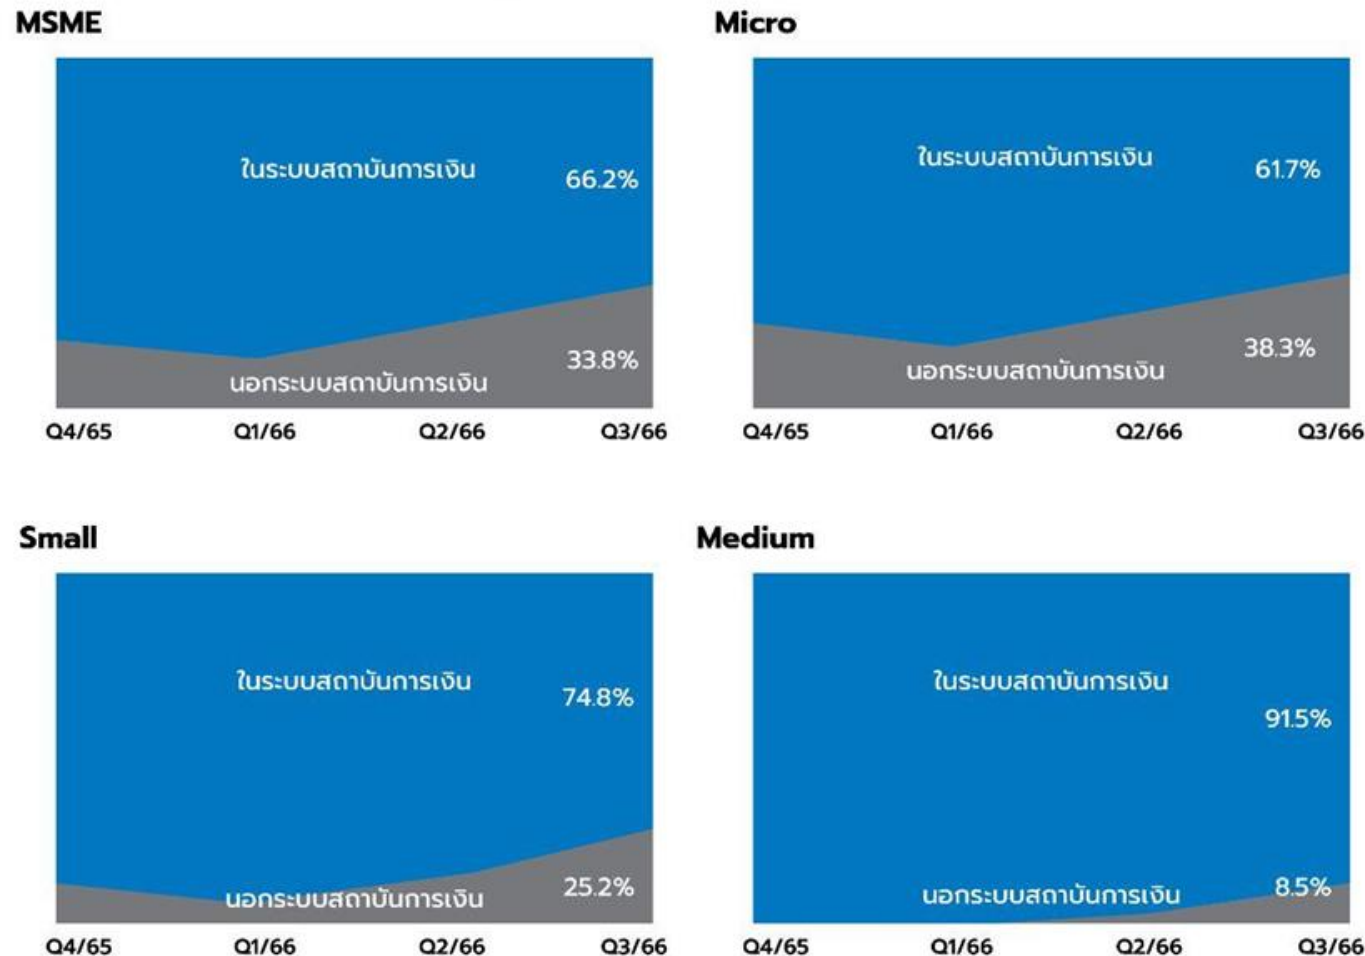 MSME
ในระบบสถาบันการเงิน
66.2%
33.8%
นอกระบบสถาบันการเงิน
Q4/65 Q1/66 Q2/66 Q3/66
Micro
ในระบบสถาบันการเงิน
61.7%
38.3%
นอกระบบสถาบันการเงิน
Q4/65 Q1/66 Q2/66 Q3/66
Small
ในระบบสถาบันการเงิน
74.8%
25.2%
นอกระบบสถาบันการเงิน
Q4/65 Q1/66 Q2/66 Q3/66
Medium
ในระบบสถาบันการเงิน
91.5%
8.5%
นอกระบบสถาบันการเงิน
Q4/65 Q1/66 Q2/66 Q3/66